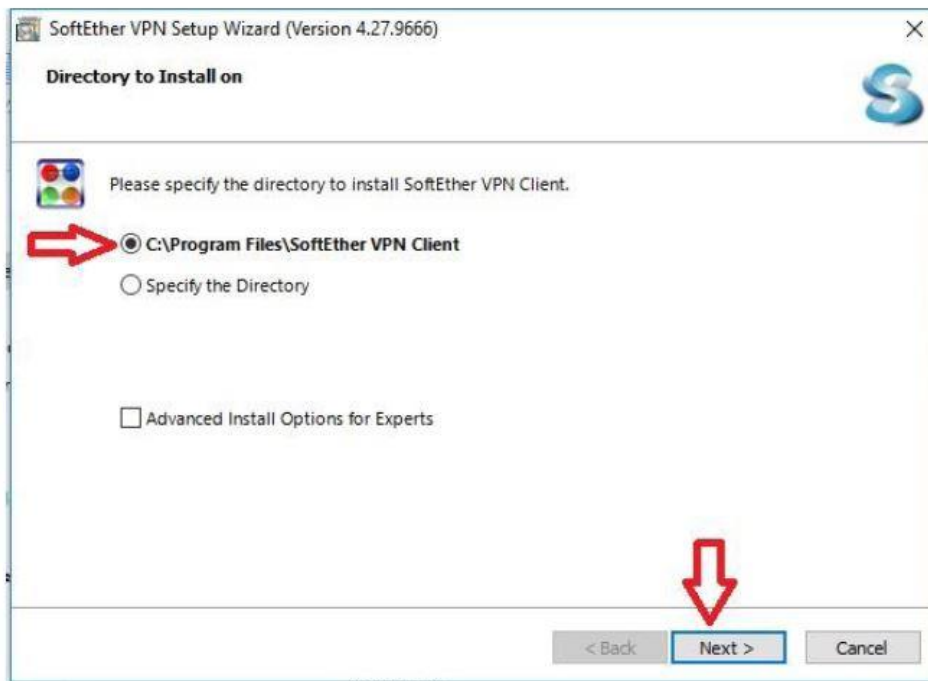 SoftEther VPN Setup Wizard (Version 4.27.9666)
Directory to Install on
Please specify the directory to install SoftEther VPN Client.
C:\Program Files\SoftEther VPN Client
Specify the Directory
Advanced Install Options for Experts
< Back Next > Cancel